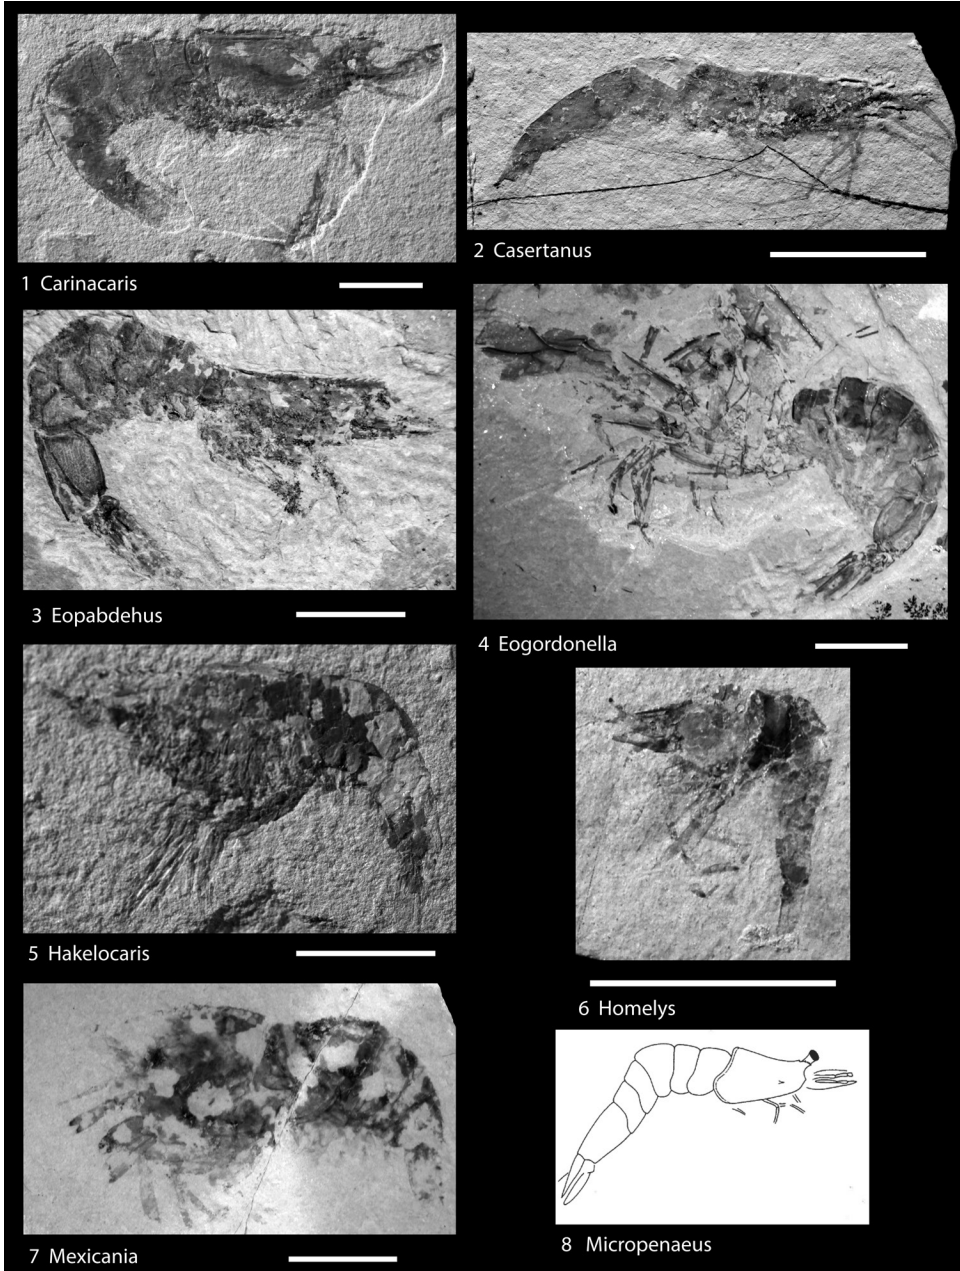 1 Carinacaris
2 Casertanus
3 Eopabdehus
4 Eogordonella
5 Hakelocaris
6 Homelys
7 Mexicania
8 Micropenaeus